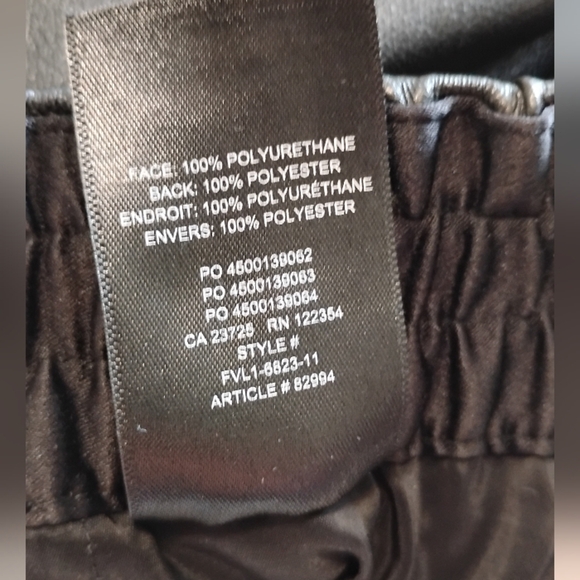 FACE: 100% POLYURETHANE
BACK: 100% POLYESTER
ENDROIT: 100% POLYURÉTHANE
ENVERS: 100% POLYESTER
PO 4500139062
PO 4500139063
PO 4500139064
CA 23725 RN 122354
STYLE #
FVL1-6823-11
ARTICLE # 82994